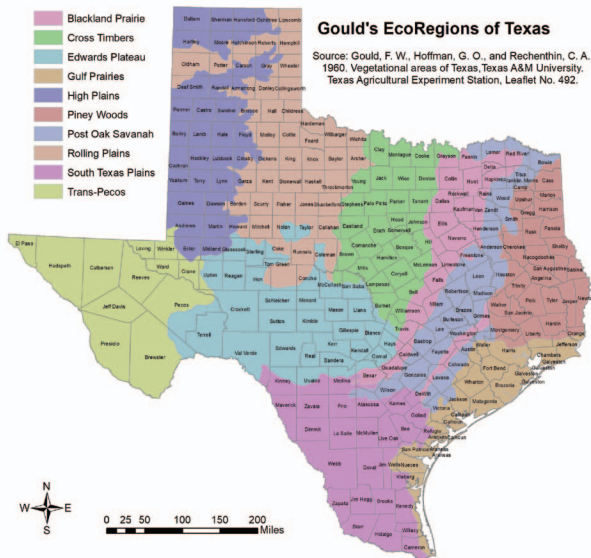 Gould's EcoRegions of Texas
Source: Gould, F. W., Hoffman, G. O., and Rechenthin, C. A.
1960. Vegetational areas of Texas,Texas A&M University,
Texas Agricultural Experiment Station, Leaflet No. 492.
Blackland Prairie
Cross Timbers
Edwards Plateau
Gulf Prairies
High Plains
Piney Woods
Post Oak Savanah
Rolling Plains
South Texas Plains
Trans-Pecos
Dallam Sherman Hansford Ochiltree Lipscomb
Hartley Moore Hutchinson Roberts Hemphill
Oldham Potter Carson Gray Wheater
Deaf Smith Randall Armstrong Donley Collingsworth
Parmer Castro Swisher Briscoe Hall Childress
Hardeman
Bailey Lamb Hale Floyd Motley Cottle Foard Wilbarger Wichita
Clay Montague Cooke Grayson Fannin Lamar Red River Bowie
Cochran Hockley Lubbock Crosby Dickens King Knox Baylor Archer
Jack Wise Denton Collin Hunt Delta Hopkins Titus Franklin Morris Cass
Yoakum Terry Lynn Garza Kent Stonewall Haskell Throckmorton Young
Gaines Dawson Borden Scurry Fisher Jones Shackelford Stephens Palo Pinto Parker Tarrant Dallas Rockwall Kaufman Rains Van Zandt Wood Camp Upshur Marion Harrison Gregg
Andrews Martin Howard Mitchell Nolan Taylor Callahan Eastland Erath Hood Johnson Ellis Henderson Smith Rusk Panola
El Paso Hudspeth Culberson Reeves Loving Winkler Ector Midland Glasscock Sterling Coke Runnels Coleman Comanche Somervell Bosque Hill Navarro Anderson Cherokee Shelby
Ward Crane Upton Reagan Irion Tom Green Concho McCulloch San Saba Mills Hamilton Coryell McLennan Limestone Freestone Leon Houston Nacogdoches San Augustine Sabine
Jeff Davis Pecos Crockett Schleicher Menard Mason Llano Lampasas Burnet Bell Falls Robertson Madison Trinity Angelina Polk Tyler Jasper Newton
Presidio Brewster Terrell Sutton Kimble Gillespie Blanco Travis Williamson Milam Brazos Burleson Lee Grimes Walker San Jacinto Hardin
Val Verde Edwards Real Kerr Kendall Bandera Comal Hays Caldwell Bastrop Washington Montgomery Liberty Orange
Kinney Uvalde Medina Bexar Guadalupe Gonzales Fayette Austin Waller Harris Chambers Jefferson
Galveston
Galveston
Galveston
Maverick Zavala Frio Atascosa Wilson Karnes DeWitt Lavaca Colorado Wharton Fort Bend Brazoria
Dimmit La Salle McMullen Live Oak Bee Goliad Victoria Jackson Matagorda
Calhoun
Calhoun
Calhoun
Refugio
Aransas
Webb Duval Jim Wells Nueces San Patricio
Kleberg
Zapata Jim Hogg Brooks Kenedy
Starr Hidalgo Willacy
Cameron
N
W E
S
0 25 50 100 150 200
Miles